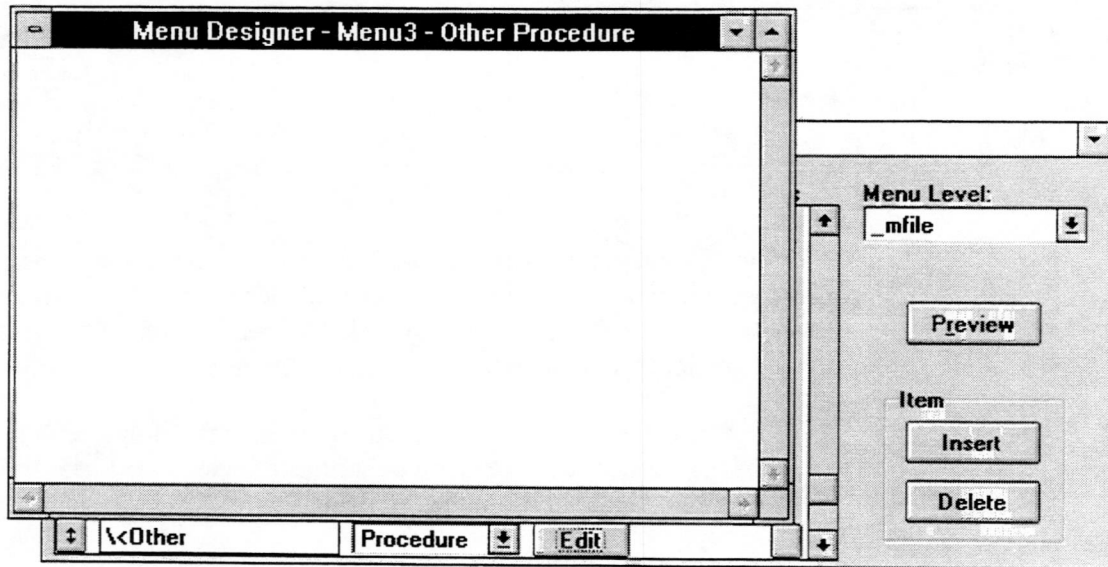 Menu Designer - Menu3 - Other Procedure
Menu Level:
_mfile
Preview
Item
Insert
Delete
\<Other
Procedure
Edit